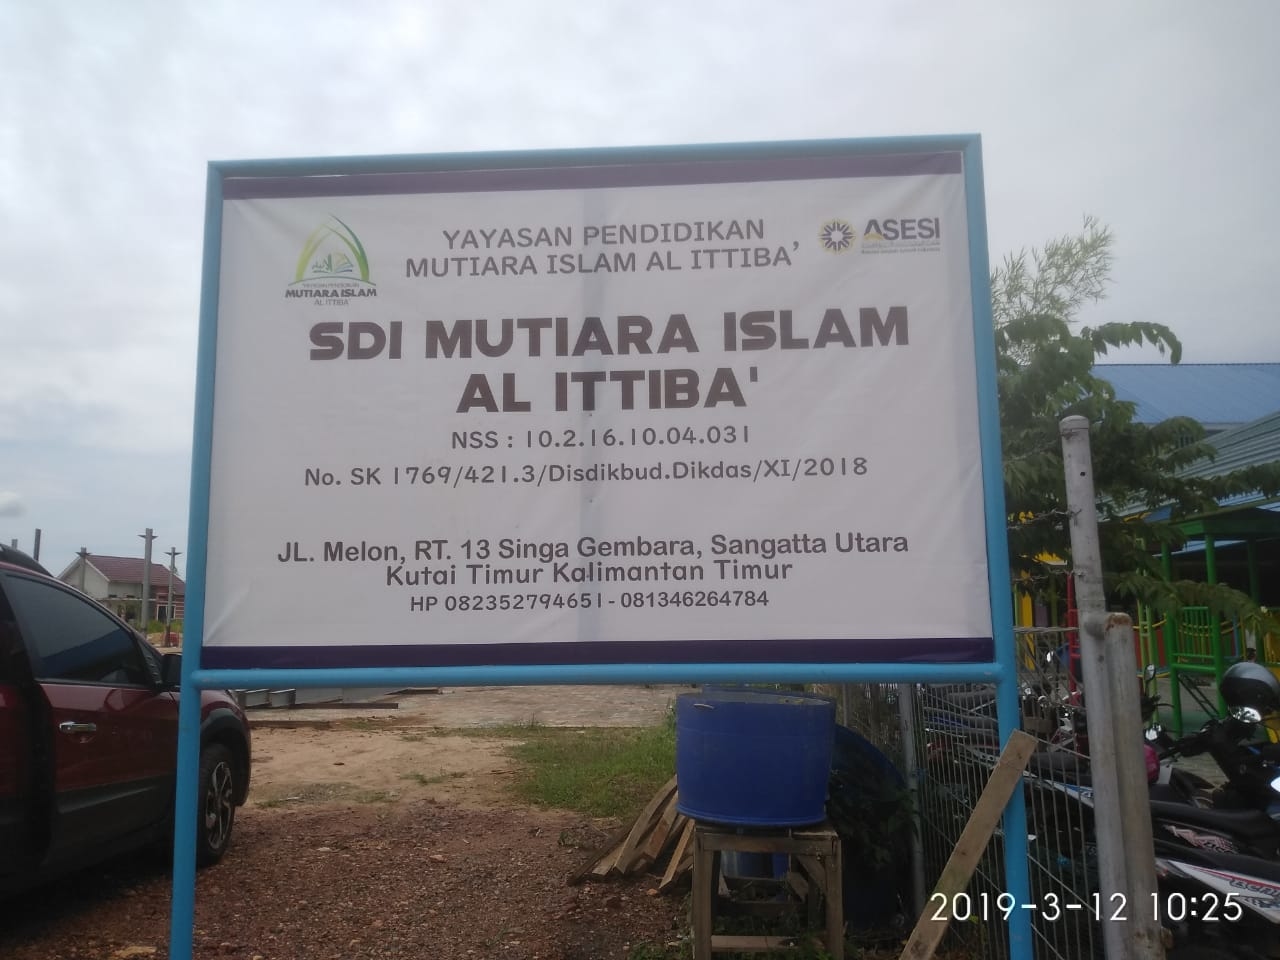 YAYASAN PENDIDIKAN
MUTIARA ISLAM AL ITTIBA'
ASESI
YAYASAN PENDIDIKAN
MUTIARA ISLAM
AL ITTIBA'
SDI MUTIARA ISLAM
AL ITTIBA'
NSS : 10.2.16.10.04.031
No. SK 1769/421.3/Disdikbud.Dikdas/XI/2018
JL. Melon, RT. 13 Singa Gembara, Sangatta Utara
Kutai Timur Kalimantan Timur
HP 082352794651 - 081346264784
2019-3-12 10:25